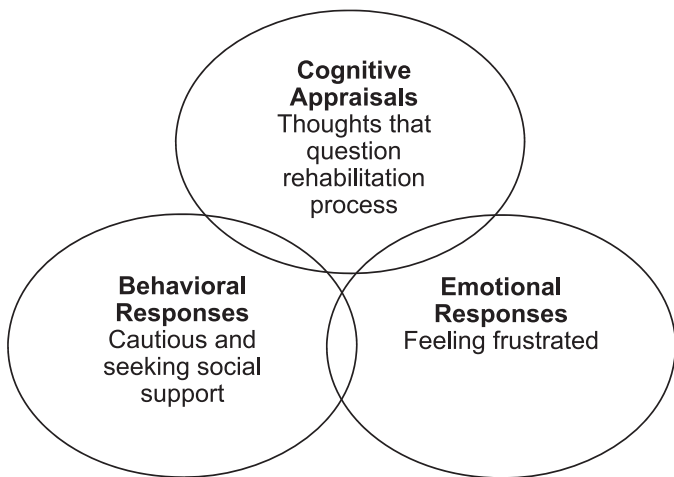 Cognitive
Appraisals
Thoughts that
question
rehabilitation
process
Behavioral
Responses
Cautious and
seeking social
support
Emotional
Responses
Feeling frustrated